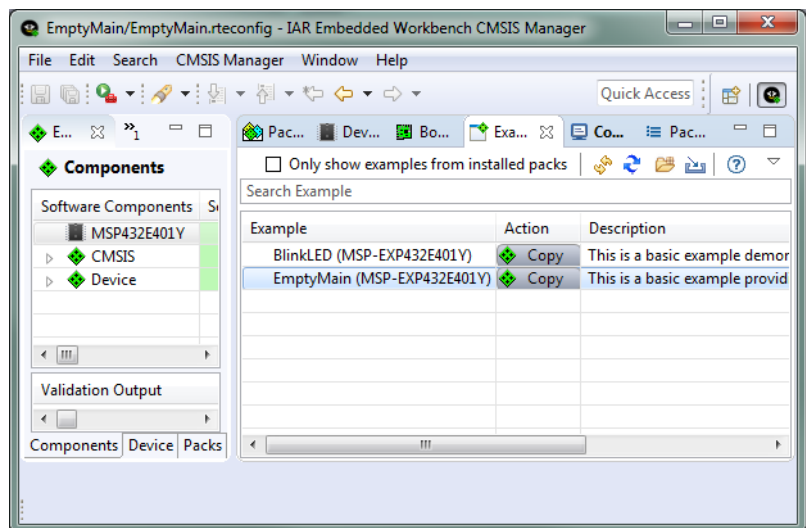 EmptyMain/EmptyMain.rteconfig - IAR Embedded Workbench CMSIS Manager
File Edit Search CMSIS Manager Window Help
Quick Access
E... »1
Pac... Dev... Bo... Exa... Co... Pac...
Components
Only show examples from installed packs
Search Example
Software Components
MSP432E401Y
CMSIS
Device
Example Action Description
BlinkLED (MSP-EXP432E401Y) Copy This is a basic example demor
EmptyMain (MSP-EXP432E401Y) Copy This is a basic example provid
Validation Output
Components Device Packs